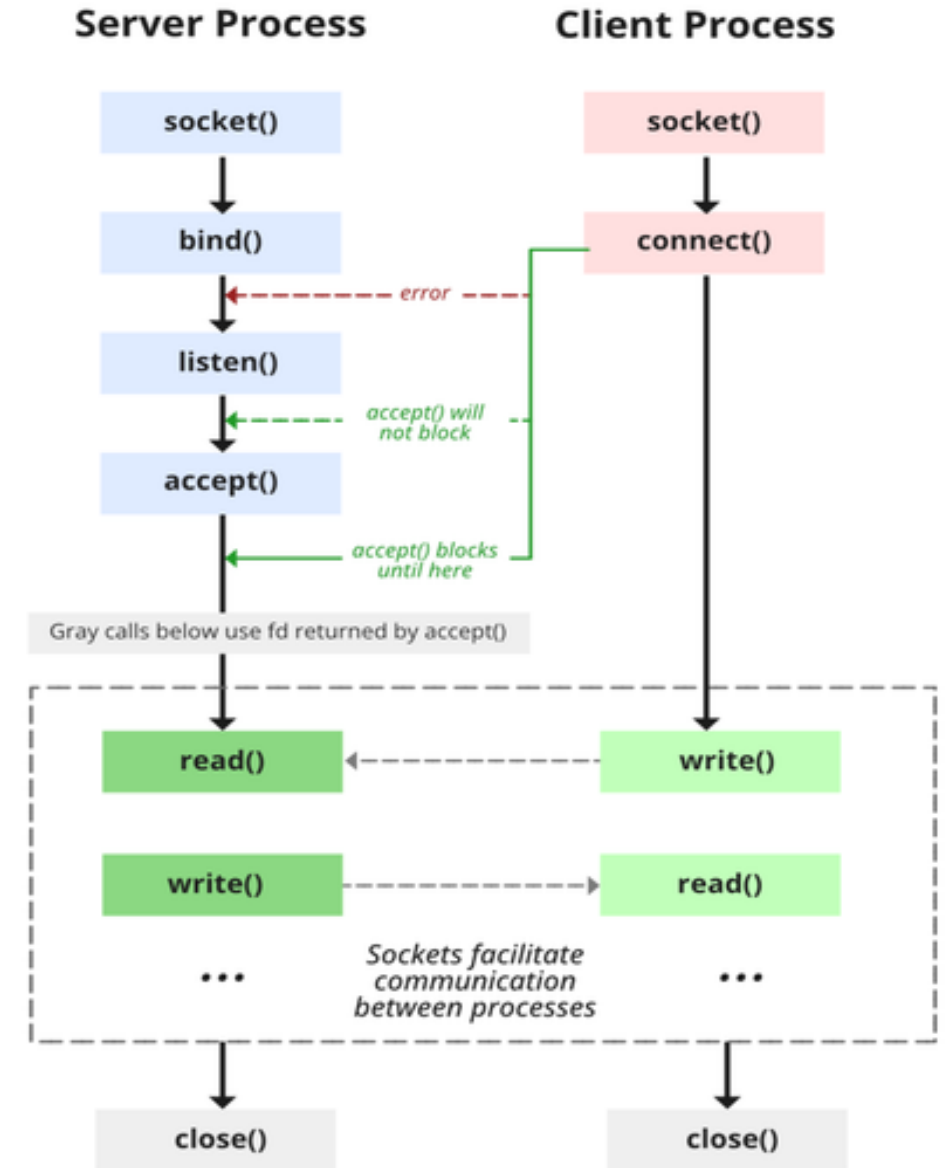 Server Process
Client Process
socket()
socket()
bind()
connect()
error
listen()
accept() will
not block
accept()
accept() blocks
until here
Gray calls below use fd returned by accept()
read()
write()
write()
read()
Sockets facilitate
...
communication
...
between processes
close()
close()